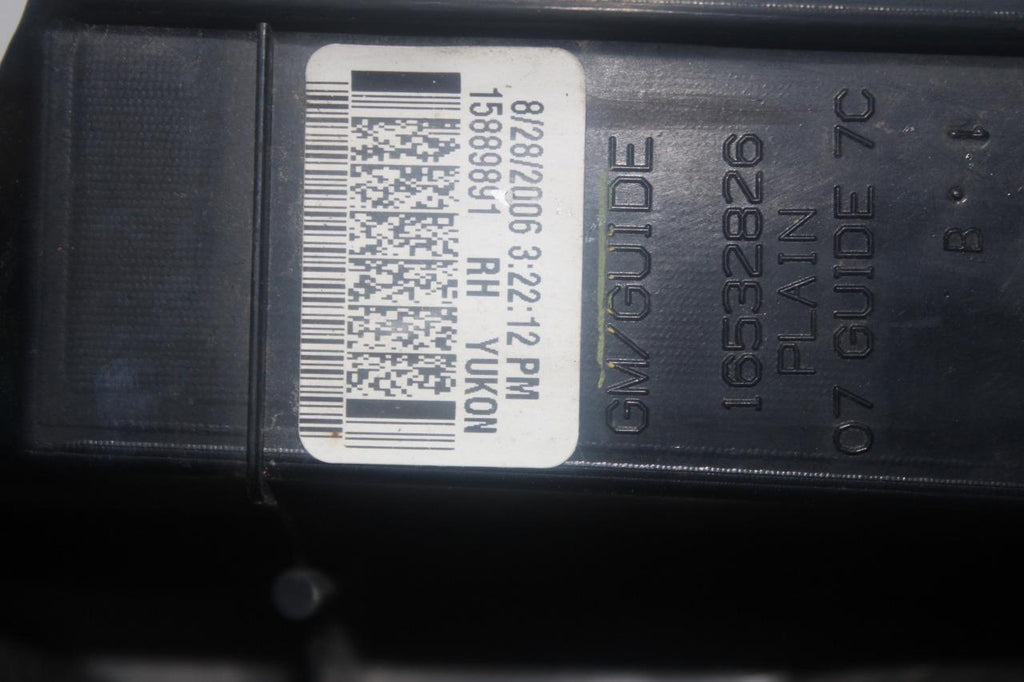 8/28/2006 3:22:12 PM
15889891 RH YUKON
GM/GUIDE
16532826
PLAIN
07 GUIDE 7C
B • 1